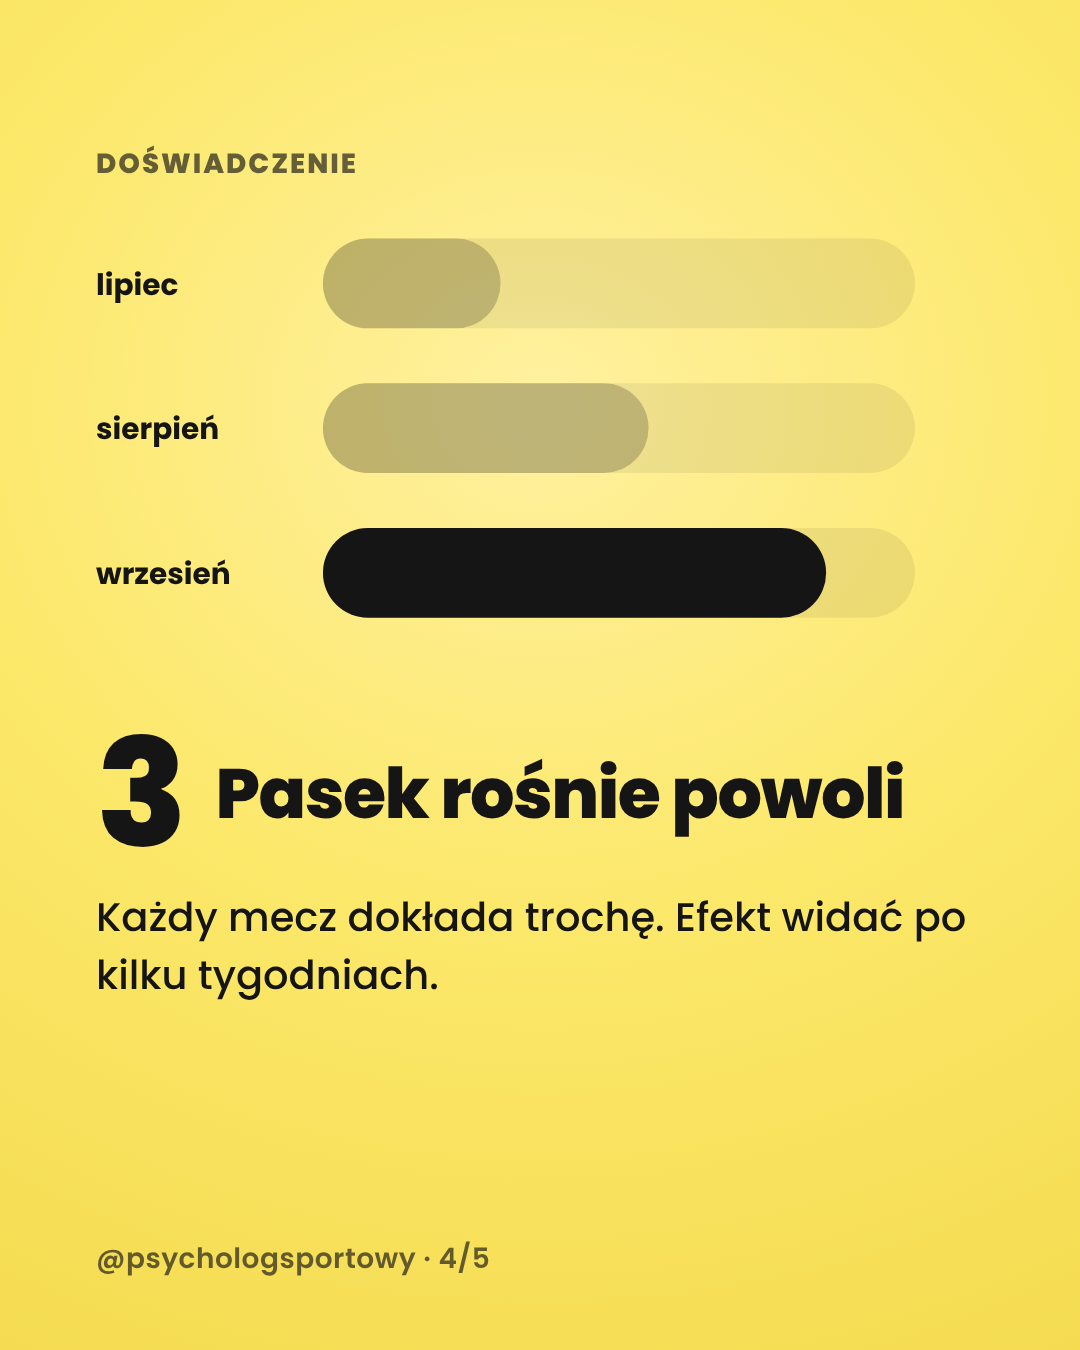 DOŚWIADCZENIE
lipiec
sierpień
wrzesień
3 Pasek rośnie powoli
Każdy mecz dokłada trochę. Efekt widać po
kilku tygodniach.
@psychologsportowy · 4/5